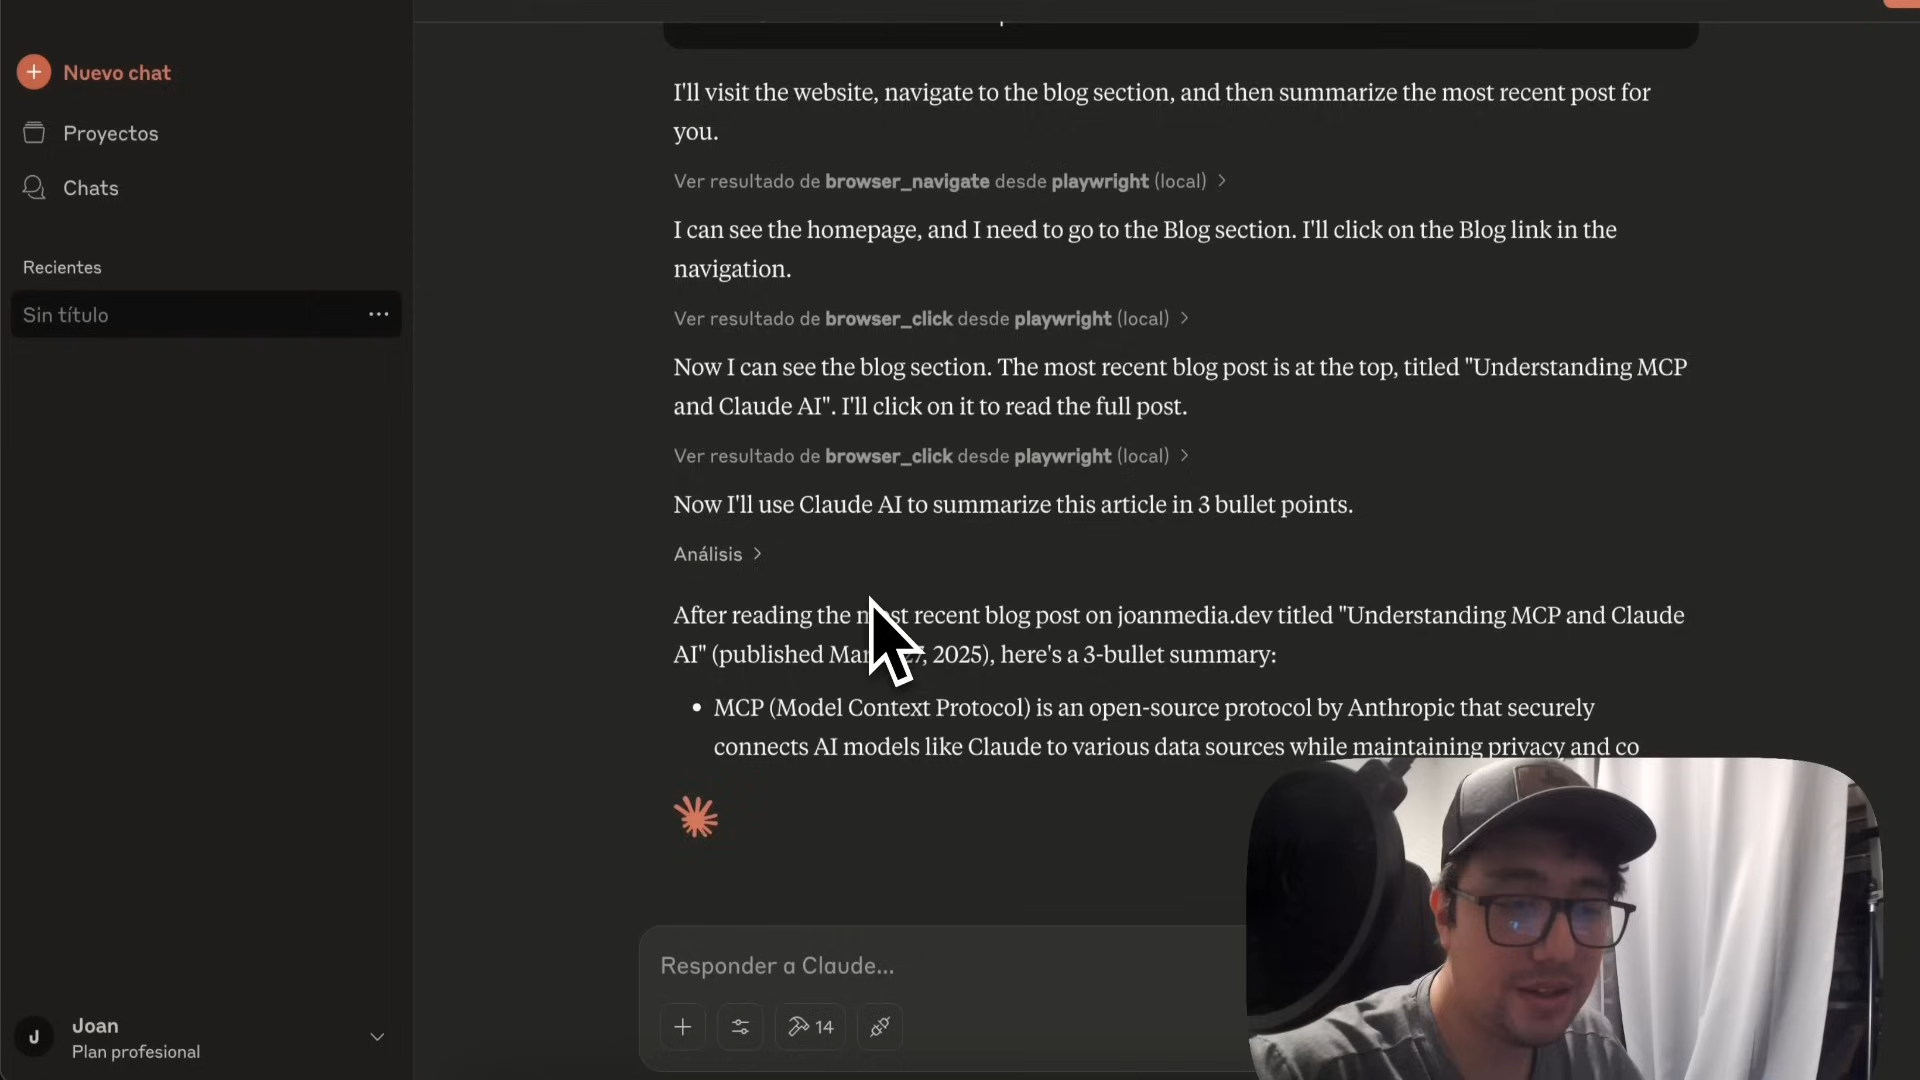 Nuevo chat
Proyectos
Chats
Recientes
Sin título
I'll visit the website, navigate to the blog section, and then summarize the most recent post for
you.
Ver resultado de browser_navigate desde playwright (local)
I can see the homepage, and I need to go to the Blog section. I'll click on the Blog link in the
navigation.
Ver resultado de browser_click desde playwright (local)
Now I can see the blog section. The most recent blog post is at the top, titled "Understanding MCP
and Claude AI". I'll click on it to read the full post.
Ver resultado de browser_click desde playwright (local)
Now I'll use Claude AI to summarize this article in 3 bullet points.
Análisis
After reading the recent blog post on joanmedia.dev titled "Understanding MCP and Claude
AI" (published 2025), here's a 3-bullet summary:
• MCP (Model Context Protocol) is an open-source protocol by Anthropic that securely
connects AI models like Claude to various data sources while maintaining privacy and co
Responder a Claude...
14
J
Joan
Plan profesional